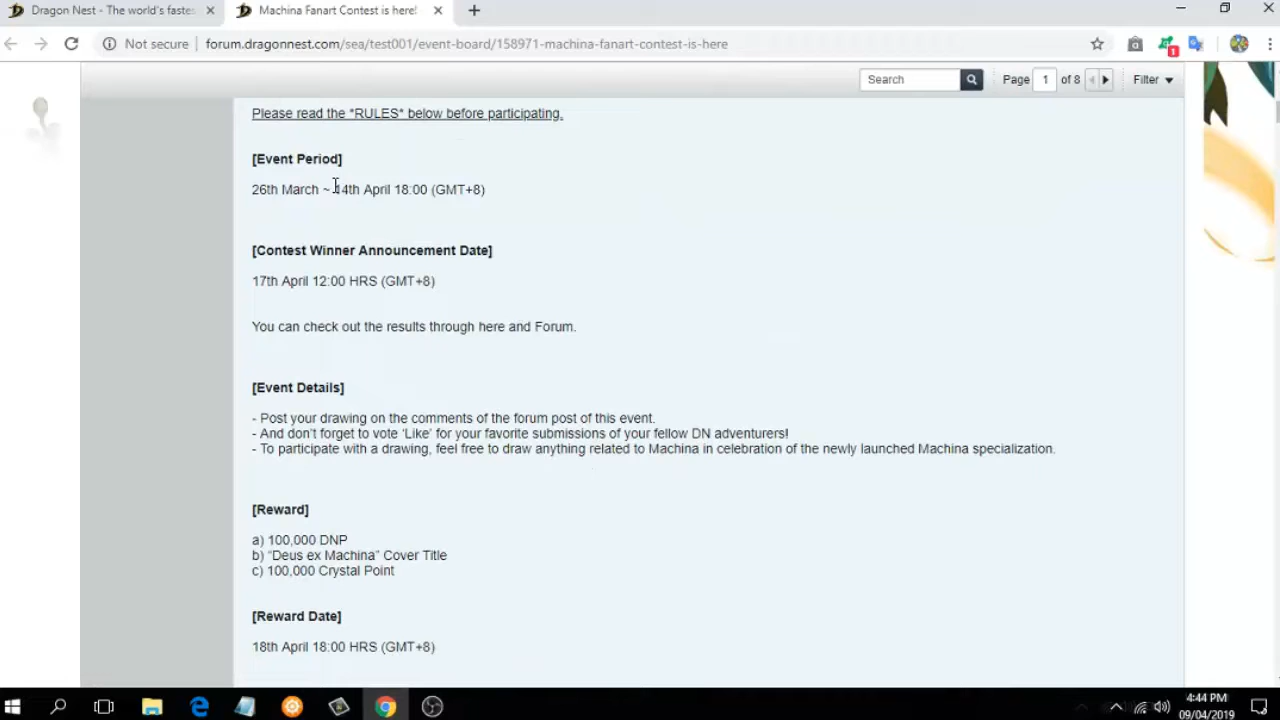 Dragon Nest - The world's fastes
Machina Fanart Contest is here!
Not secure
forum.dragonnest.com/sea/test001/event-board/158971-machina-fanart-contest-is-here
1
Search
Page 1 of 8
Filter
Please read the *RULES* below before participating.
[Event Period]
26th March ~ 14th April 18:00 (GMT+8)
[Contest Winner Announcement Date]
17th April 12:00 HRS (GMT+8)
You can check out the results through here and Forum.
[Event Details]
- Post your drawing on the comments of the forum post of this event.
- And don't forget to vote 'Like' for your favorite submissions of your fellow DN adventurers!
- To participate with a drawing, feel free to draw anything related to Machina in celebration of the newly launched Machina specialization.
[Reward]
a) 100,000 DNP
b) "Deus ex Machina" Cover Title
c) 100,000 Crystal Point
[Reward Date]
18th April 18:00 HRS (GMT+8)
4:44 PM
09/04/2019